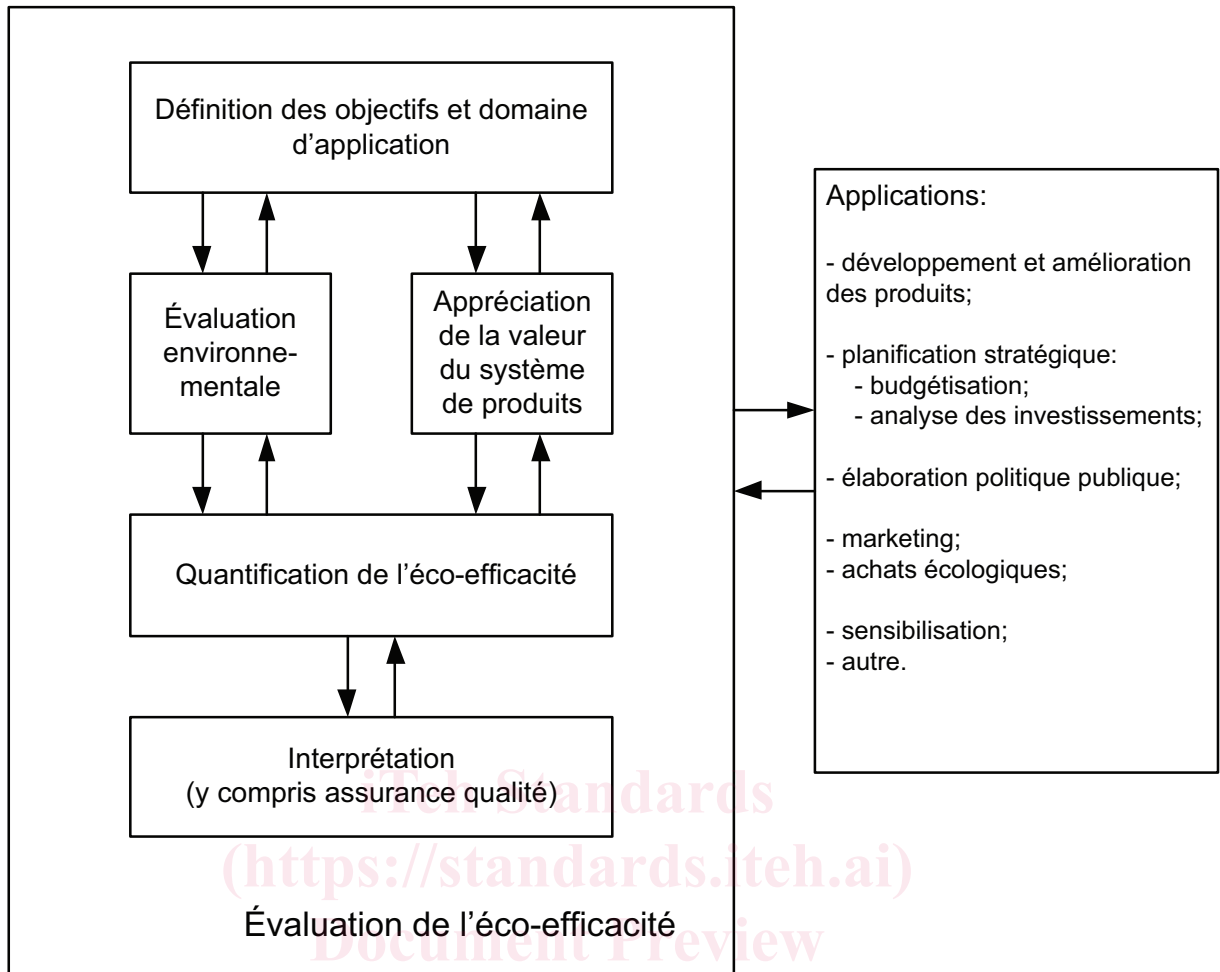 Définition des objectifs et domaine
d’application
Évaluation
environne-
mentale
Appréciation
de la valeur
du système
de produits
Quantification de l’éco-efficacité
Interprétation
(y compris assurance qualité)
Évaluation de l’éco-efficacité
Applications:
- développement et amélioration
des produits;
- planification stratégique:
- budgétisation;
- analyse des investissements;
- élaboration politique publique;
- marketing;
- achats écologiques;
- sensibilisation;
- autre.
iTeh Standards
(https://standards.iteh.ai)
Document Preview